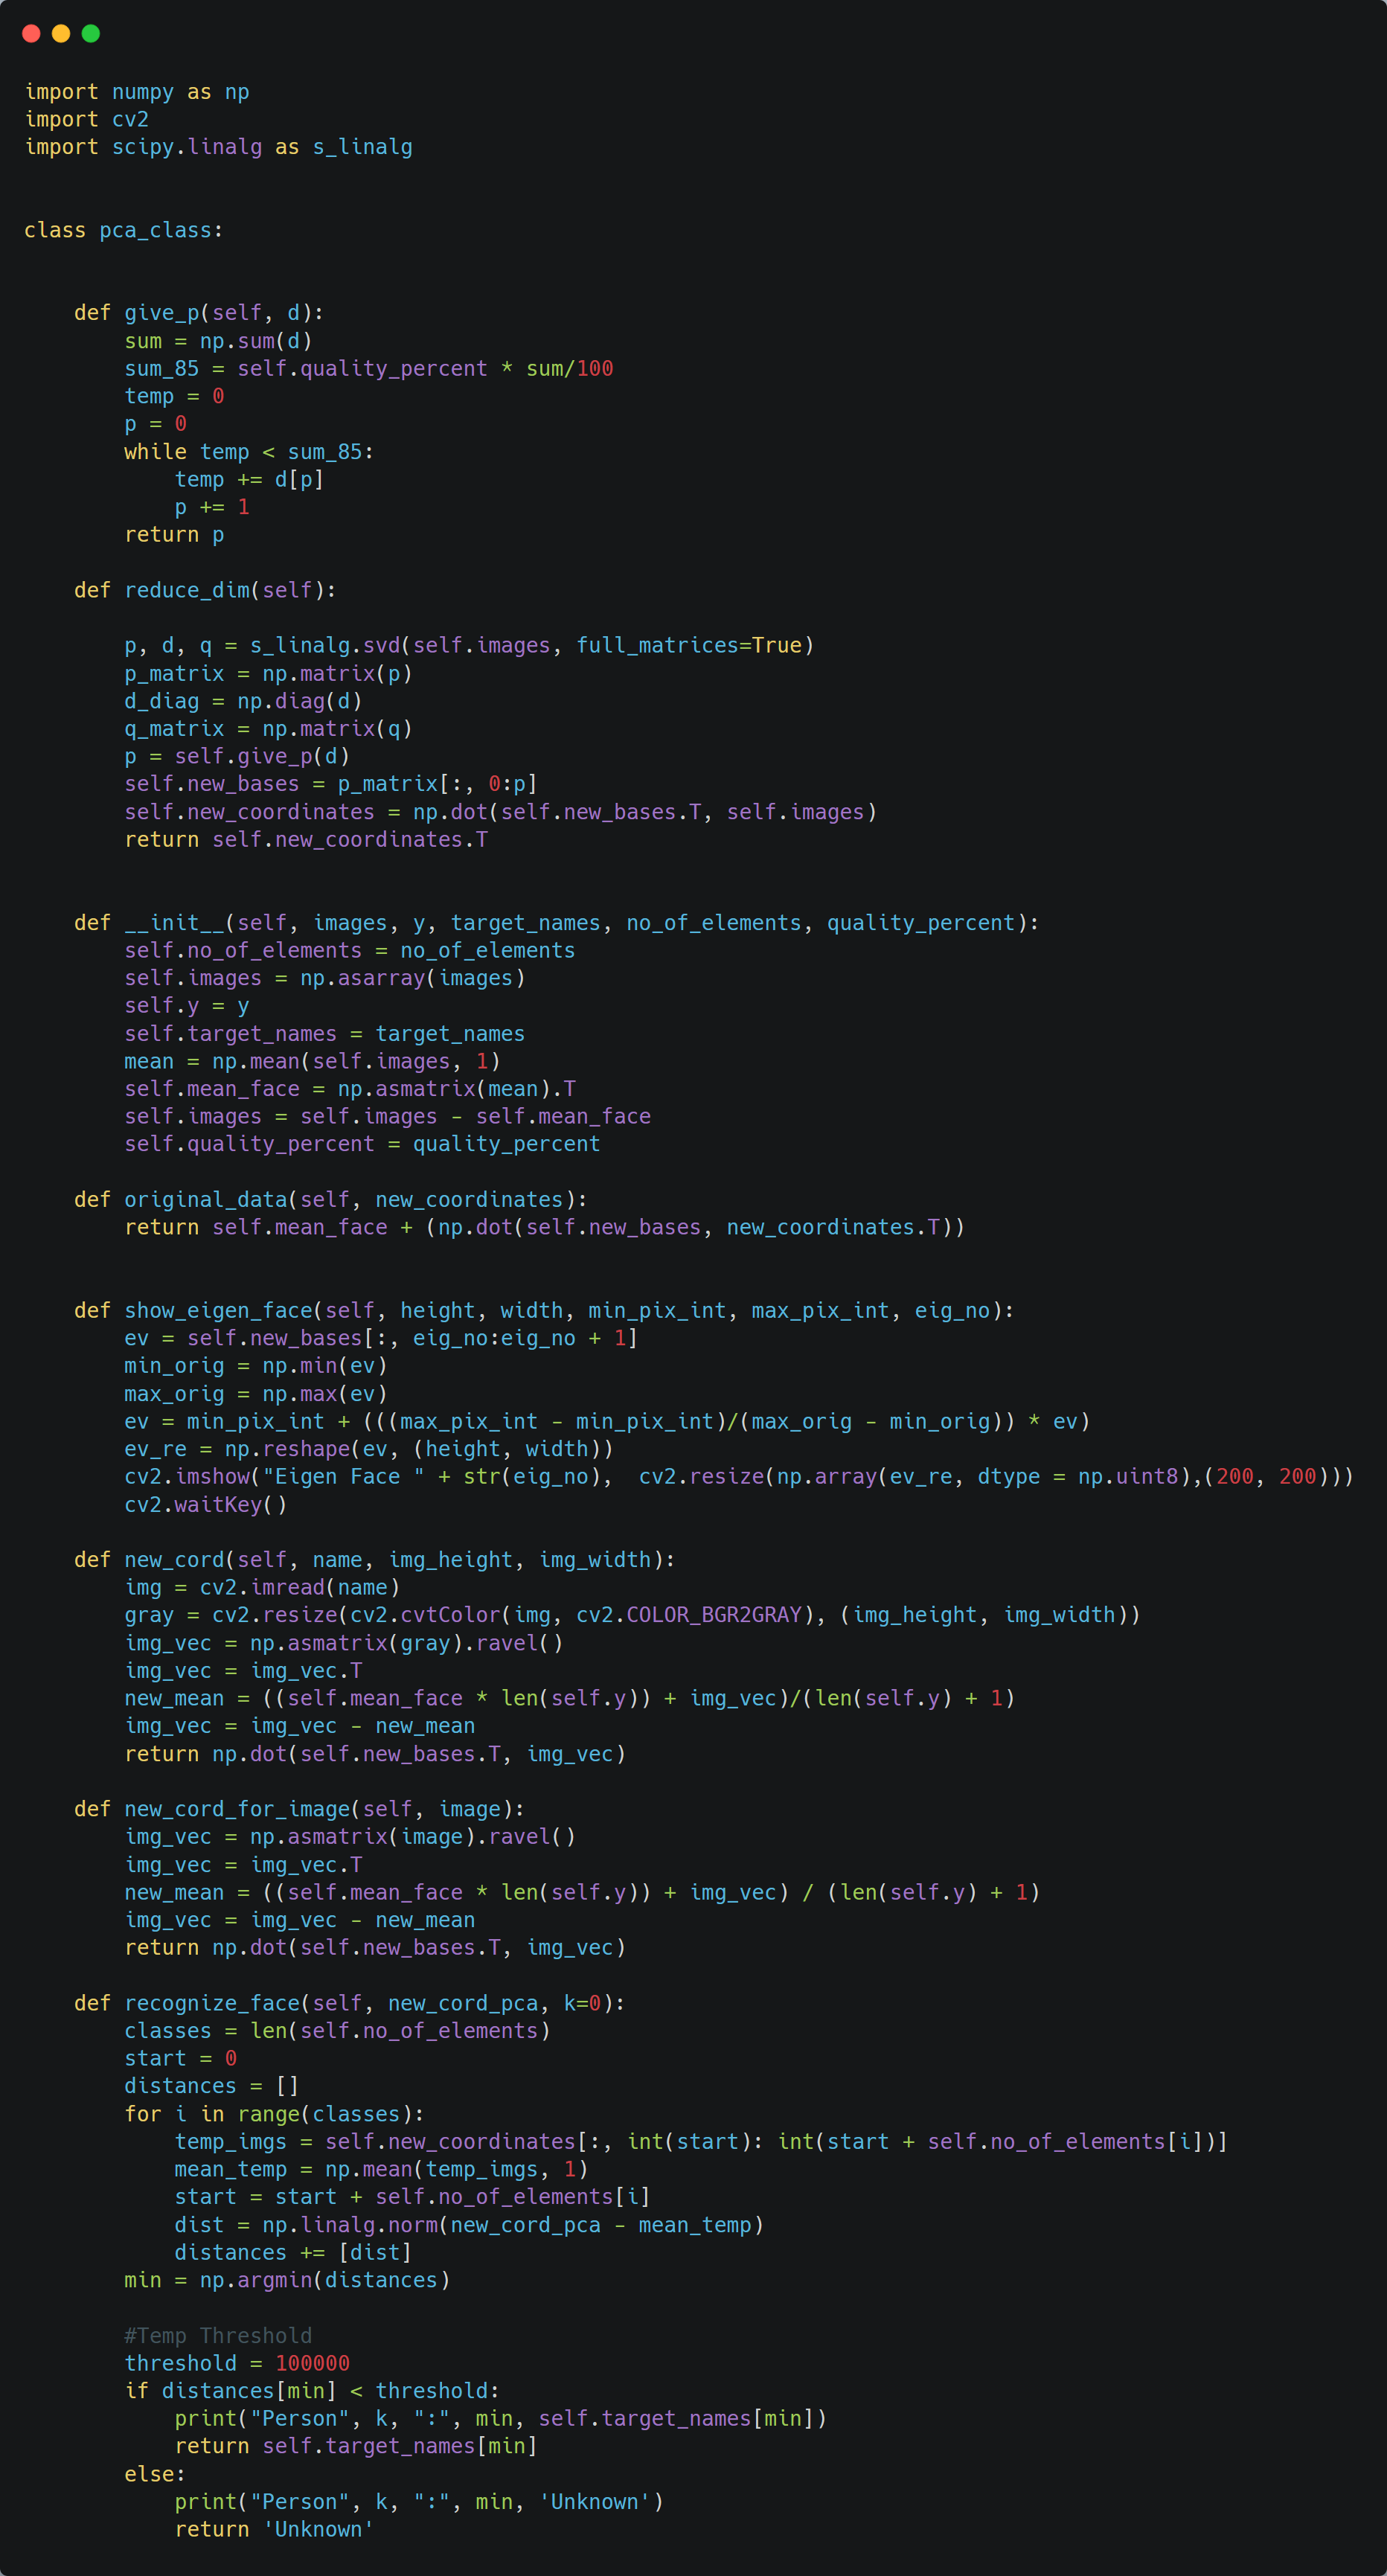 import numpy as np
import cv2
import scipy.linalg as s_linalg


class pca_class:


    def give_p(self, d):
        sum = np.sum(d)
        sum_85 = self.quality_percent * sum/100
        temp = 0
        p = 0
        while temp < sum_85:
            temp += d[p]
            p += 1
        return p

    def reduce_dim(self):

        p, d, q = s_linalg.svd(self.images, full_matrices=True)
        p_matrix = np.matrix(p)
        d_diag = np.diag(d)
        q_matrix = np.matrix(q)
        p = self.give_p(d)
        self.new_bases = p_matrix[:, 0:p]
        self.new_coordinates = np.dot(self.new_bases.T, self.images)
        return self.new_coordinates.T


    def __init__(self, images, y, target_names, no_of_elements, quality_percent):
        self.no_of_elements = no_of_elements
        self.images = np.asarray(images)
        self.y = y
        self.target_names = target_names
        mean = np.mean(self.images, 1)
        self.mean_face = np.asmatrix(mean).T
        self.images = self.images - self.mean_face
        self.quality_percent = quality_percent

    def original_data(self, new_coordinates):
        return self.mean_face + (np.dot(self.new_bases, new_coordinates.T))


    def show_eigen_face(self, height, width, min_pix_int, max_pix_int, eig_no):
        ev = self.new_bases[:, eig_no:eig_no + 1]
        min_orig = np.min(ev)
        max_orig = np.max(ev)
        ev = min_pix_int + (((max_pix_int - min_pix_int)/(max_orig - min_orig)) * ev)
        ev_re = np.reshape(ev, (height, width))
        cv2.imshow("Eigen Face " + str(eig_no),  cv2.resize(np.array(ev_re, dtype = np.uint8),(200, 200)))
        cv2.waitKey()

    def new_cord(self, name, img_height, img_width):
        img = cv2.imread(name)
        gray = cv2.resize(cv2.cvtColor(img, cv2.COLOR_BGR2GRAY), (img_height, img_width))
        img_vec = np.asmatrix(gray).ravel()
        img_vec = img_vec.T
        new_mean = ((self.mean_face * len(self.y)) + img_vec)/(len(self.y) + 1)
        img_vec = img_vec - new_mean
        return np.dot(self.new_bases.T, img_vec)

    def new_cord_for_image(self, image):
        img_vec = np.asmatrix(image).ravel()
        img_vec = img_vec.T
        new_mean = ((self.mean_face * len(self.y)) + img_vec) / (len(self.y) + 1)
        img_vec = img_vec - new_mean
        return np.dot(self.new_bases.T, img_vec)

    def recognize_face(self, new_cord_pca, k=0):
        classes = len(self.no_of_elements)
        start = 0
        distances = []
        for i in range(classes):
            temp_imgs = self.new_coordinates[:, int(start): int(start + self.no_of_elements[i])]
            mean_temp = np.mean(temp_imgs, 1)
            start = start + self.no_of_elements[i]
            dist = np.linalg.norm(new_cord_pca - mean_temp)
            distances += [dist]
        min = np.argmin(distances)

        #Temp Threshold
        threshold = 100000
        if distances[min] < threshold:
            print("Person", k, ":", min, self.target_names[min])
            return self.target_names[min]
        else:
            print("Person", k, ":", min, 'Unknown')
            return 'Unknown'